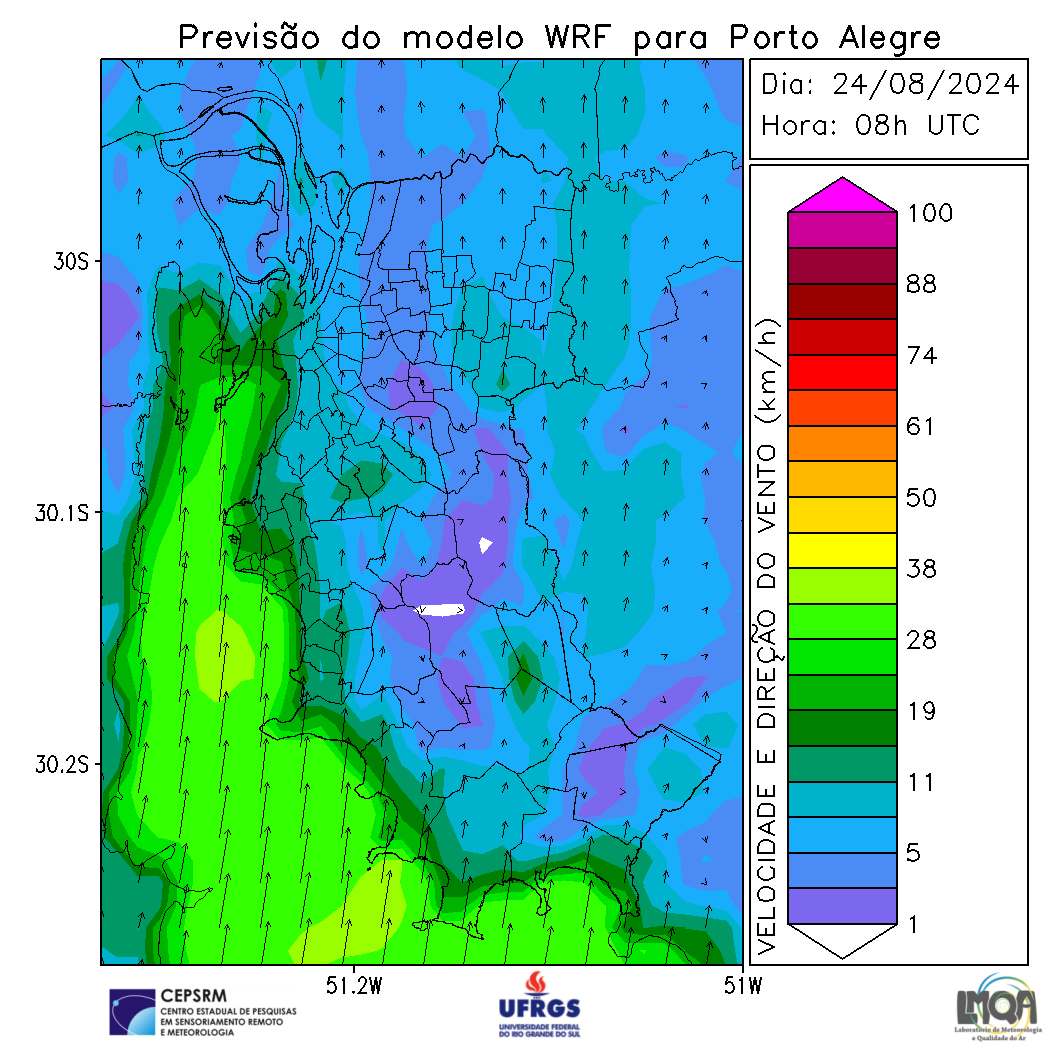 Previsão do modelo WRF para Porto Alegre
Dia: 24/08/2024
Hora: 08h UTC
30S
30.1S
30.2S
51.2W
51W
VELOCIDADE E DIREÇÃO DO VENTO (km/h)
100
88
74
61
50
38
28
19
11
5
1
CEPSRM
CENTRO ESTADUAL DE PESQUISAS
EM SENSORIAMENTO REMOTO
E METEOROLOGIA
UFRGS
UNIVERSIDADE FEDERAL
DO RIO GRANDE DO SUL
LMQA
Laboratório de Meteorologia
e Qualidade do Ar